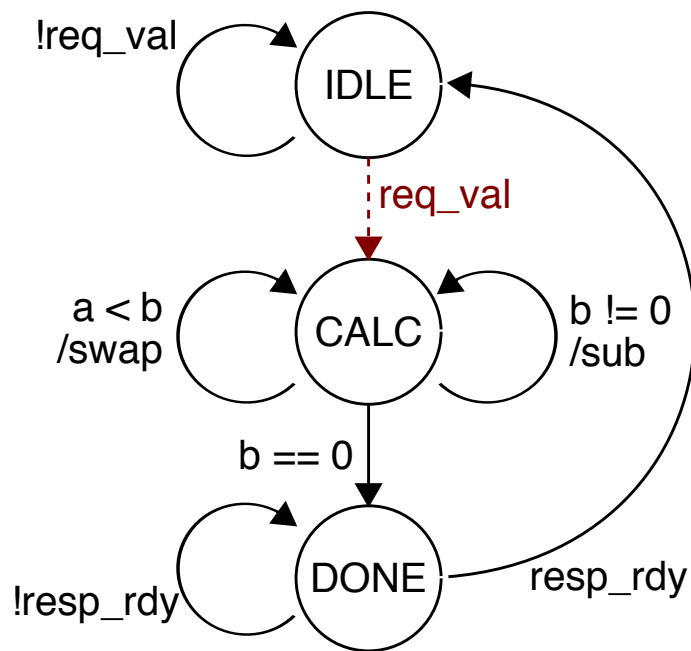 !req_val
IDLE
req_val
a < b
/swap
CALC
b != 0
/sub
b == 0
DONE
!resp_rdy
resp_rdy